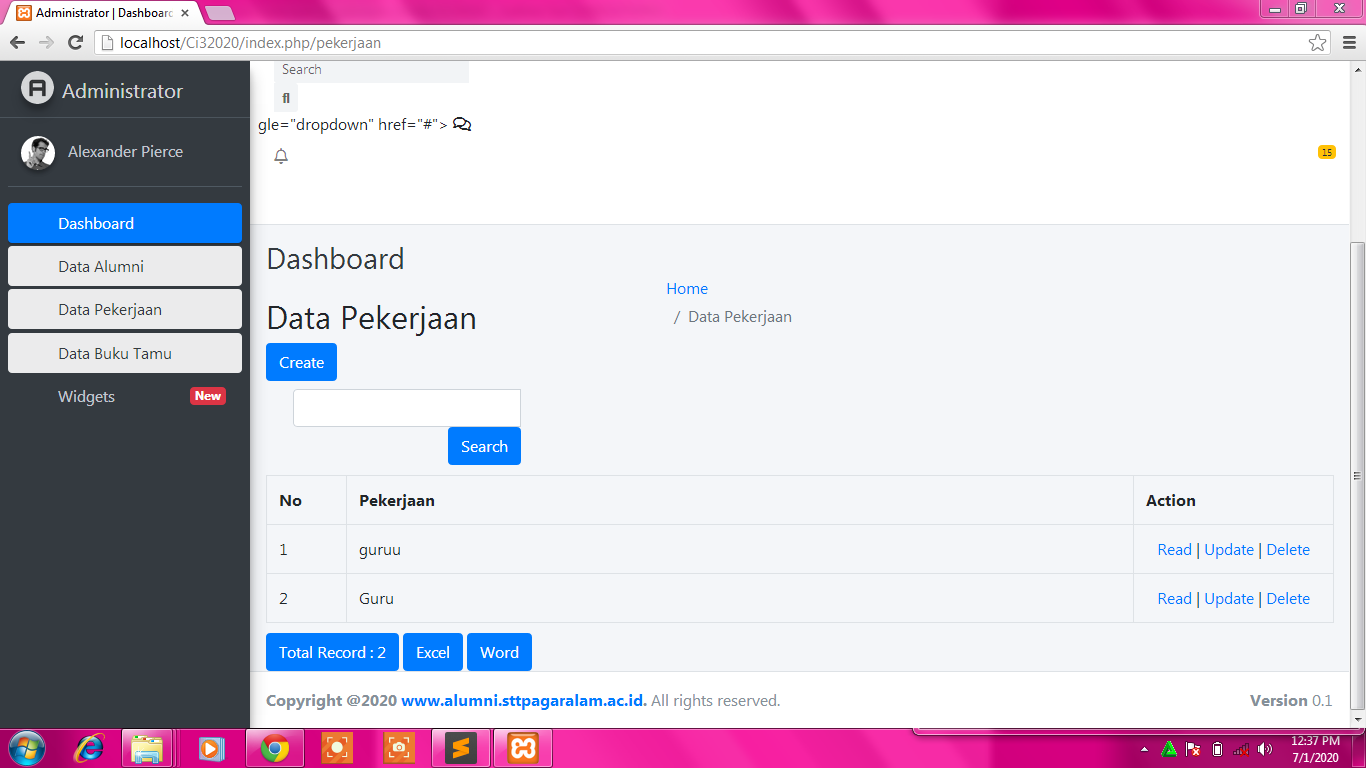 Administrator | Dashboard
localhost/Ci32020/index.php/pekerjaan
Administrator
Alexander Pierce
Dashboard
Data Alumni
Data Pekerjaan
Data Buku Tamu
Widgets New
Search
fl
gle="dropdown" href="#">
15
Dashboard
Home
/ Data Pekerjaan
Data Pekerjaan
Create
Search
No Pekerjaan Action
1 guruu Read | Update | Delete
2 Guru Read | Update | Delete
Total Record : 2 Excel Word
Copyright @2020 www.alumni.sttpagaralam.ac.id. All rights reserved. Version 0.1
12:37 PM
7/1/2020